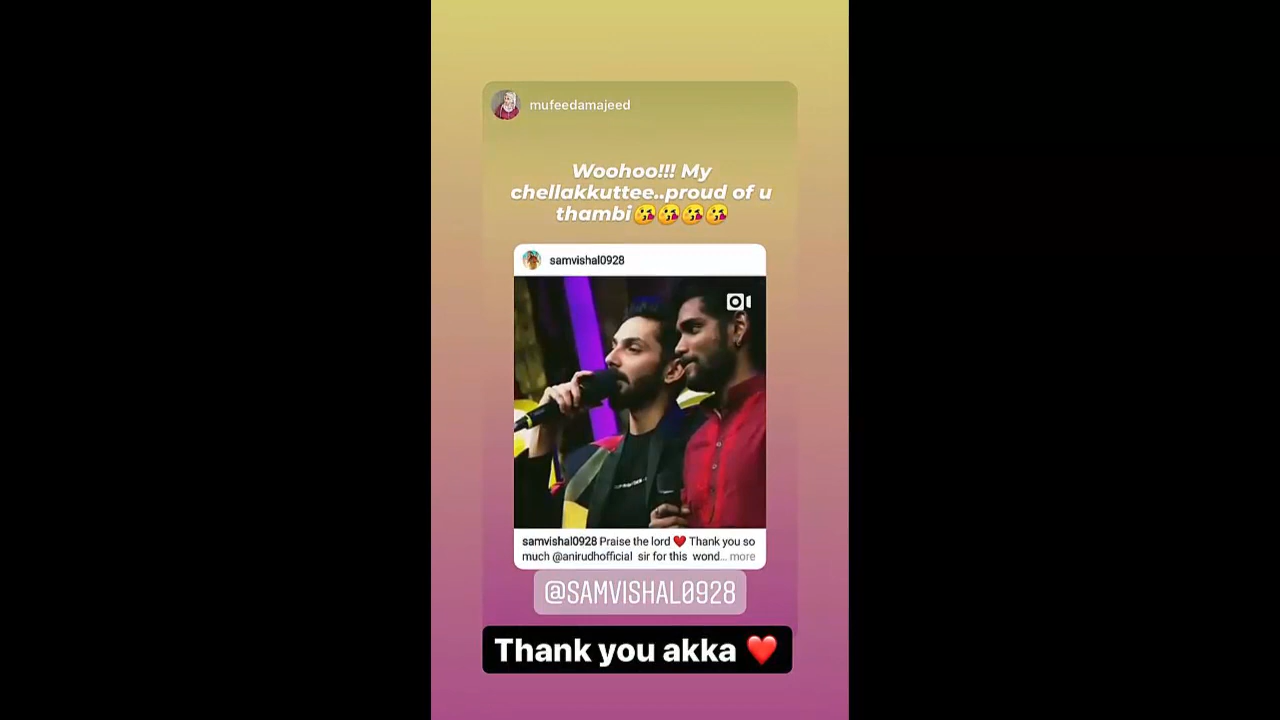 mufeedamajeed
Woohoo!!! My
chellakkuttee..proud of u
thambi😘😘😘😘
samvishal0928
samvishal0928 Praise the lord ❤️ Thank you so
much @anirudhofficial sir for this wond... more
@SAMVISHAL0928
Thank you akka ❤️